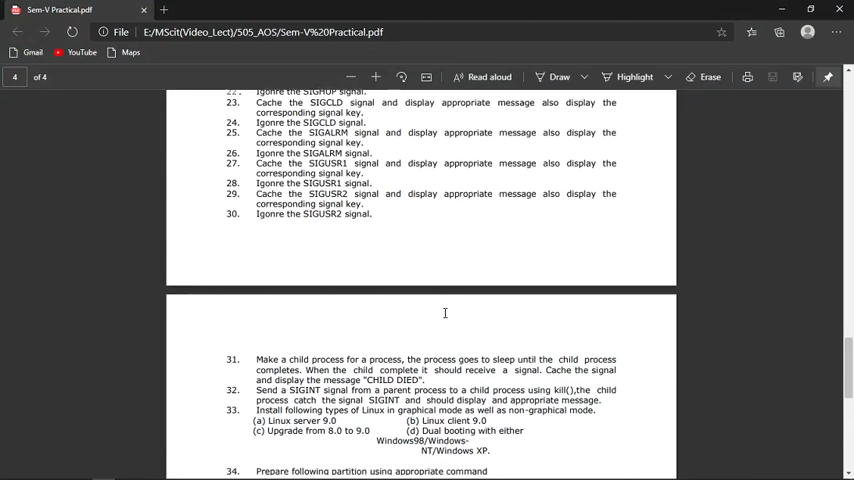 Sem-V Practical.pdf
File E:/MScit(Video_Lect)/505_AOS/Sem-V%20Practical.pdf
Gmail YouTube Maps
4 of 4 Read aloud Draw Highlight Erase
22. Igonre the SIGHUP signal.
23. Cache the SIGCLD signal and display appropriate message also display the
corresponding signal key.
24. Igonre the SIGCLD signal.
25. Cache the SIGALRM signal and display appropriate message also display the
corresponding signal key.
26. Igonre the SIGALRM signal.
27. Cache the SIGUSR1 signal and display appropriate message also display the
corresponding signal key.
28. Igonre the SIGUSR1 signal.
29. Cache the SIGUSR2 signal and display appropriate message also display the
corresponding signal key.
30. Igonre the SIGUSR2 signal.
31. Make a child process for a process, the process goes to sleep until the child process
completes. When the child complete it should receive a signal. Cache the signal
and display the message "CHILD DIED".
32. Send a SIGINT signal from a parent process to a child process using kill(),the child
process catch the signal SIGINT and should display and appropriate message.
33. Install following types of Linux in graphical mode as well as non-graphical mode.
(a) Linux server 9.0 (b) Linux client 9.0
(c) Upgrade from 8.0 to 9.0 (d) Dual booting with either
Windows98/Windows-
NT/Windows XP.
34. Prepare following partition using appropriate command